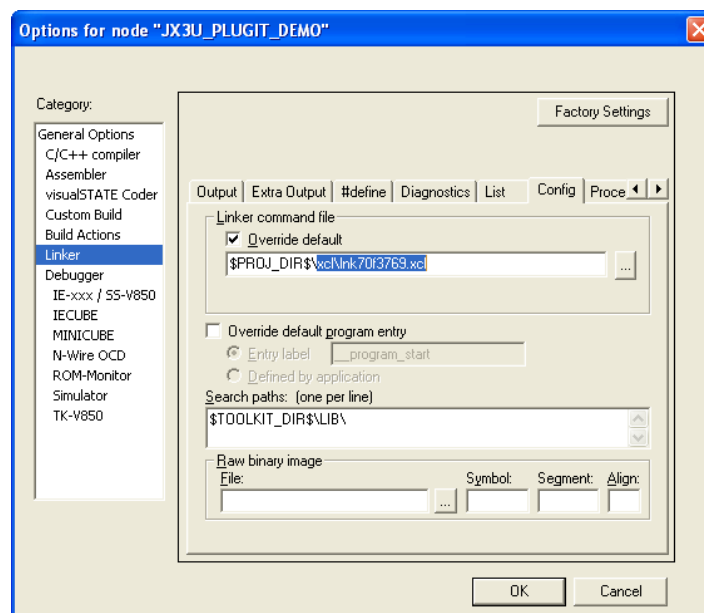 Options for node "JX3U_PLUGIT_DEMO"
Category:
Factory Settings
General Options
C/C++ compiler
Assembler
visualSTATE Coder
Custom Build
Build Actions
Linker
Debugger
IE-xxx / SS-V850
IECUBE
MINICUBE
N-Wire OCD
ROM-Monitor
Simulator
TK-V850
Output Extra Output #define Diagnostics List Config Proce
Linker command file
Override default
$PROJ_DIR$\xcl\lnk70f3769.xcl
...
Override default program entry
Entry label __program_start
Defined by application
Search paths: (one per line)
$TOOLKIT_DIR$\LIB\
Raw binary image
File: Symbol: Segment: Align:
...
OK Cancel